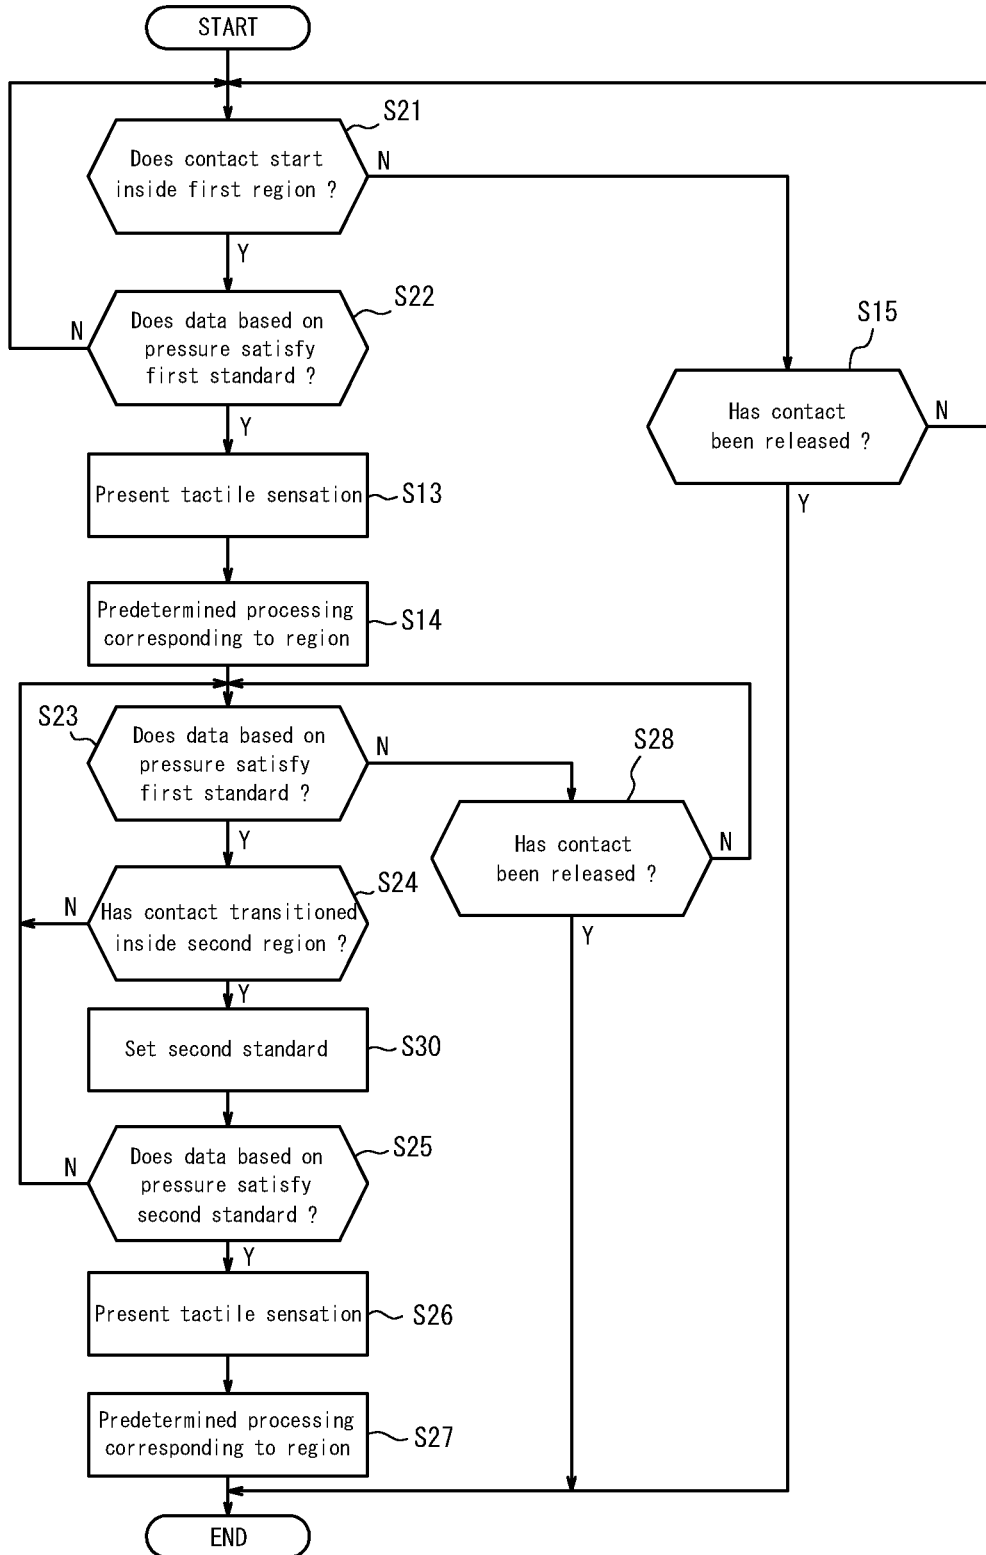 START
S21
Does contact start
inside first region ?
N
Y
S22
Does data based on
pressure satisfy
first standard ?
N
Y
S15
Has contact
been released ?
N
Y
Present tactile sensation
S13
Predetermined processing
corresponding to region
S14
S23
Does data based on
pressure satisfy
first standard ?
N
Y
S28
Has contact
been released ?
N
Y
S24
Has contact transitioned
inside second region ?
N
Y
Set second standard
S30
S25
Does data based on
pressure satisfy
second standard ?
N
Y
Present tactile sensation
S26
Predetermined processing
corresponding to region
S27
END